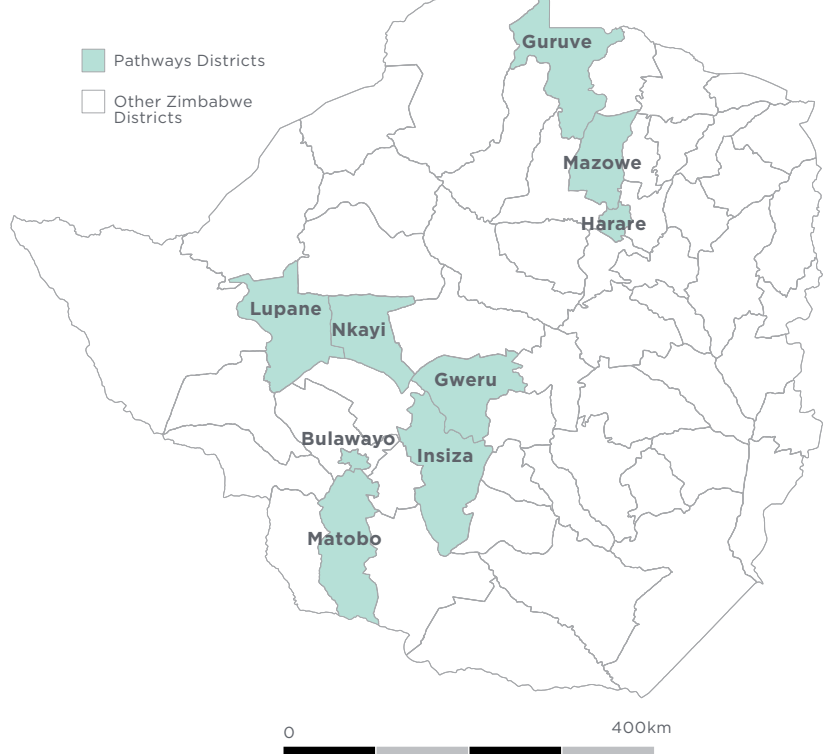 Guruve
Pathways Districts
Other Zimbabwe
Districts
Mazowe
Harare
Lupane
Nkayi
Gweru
Bulawayo
Insiza
Matobo
0
400km